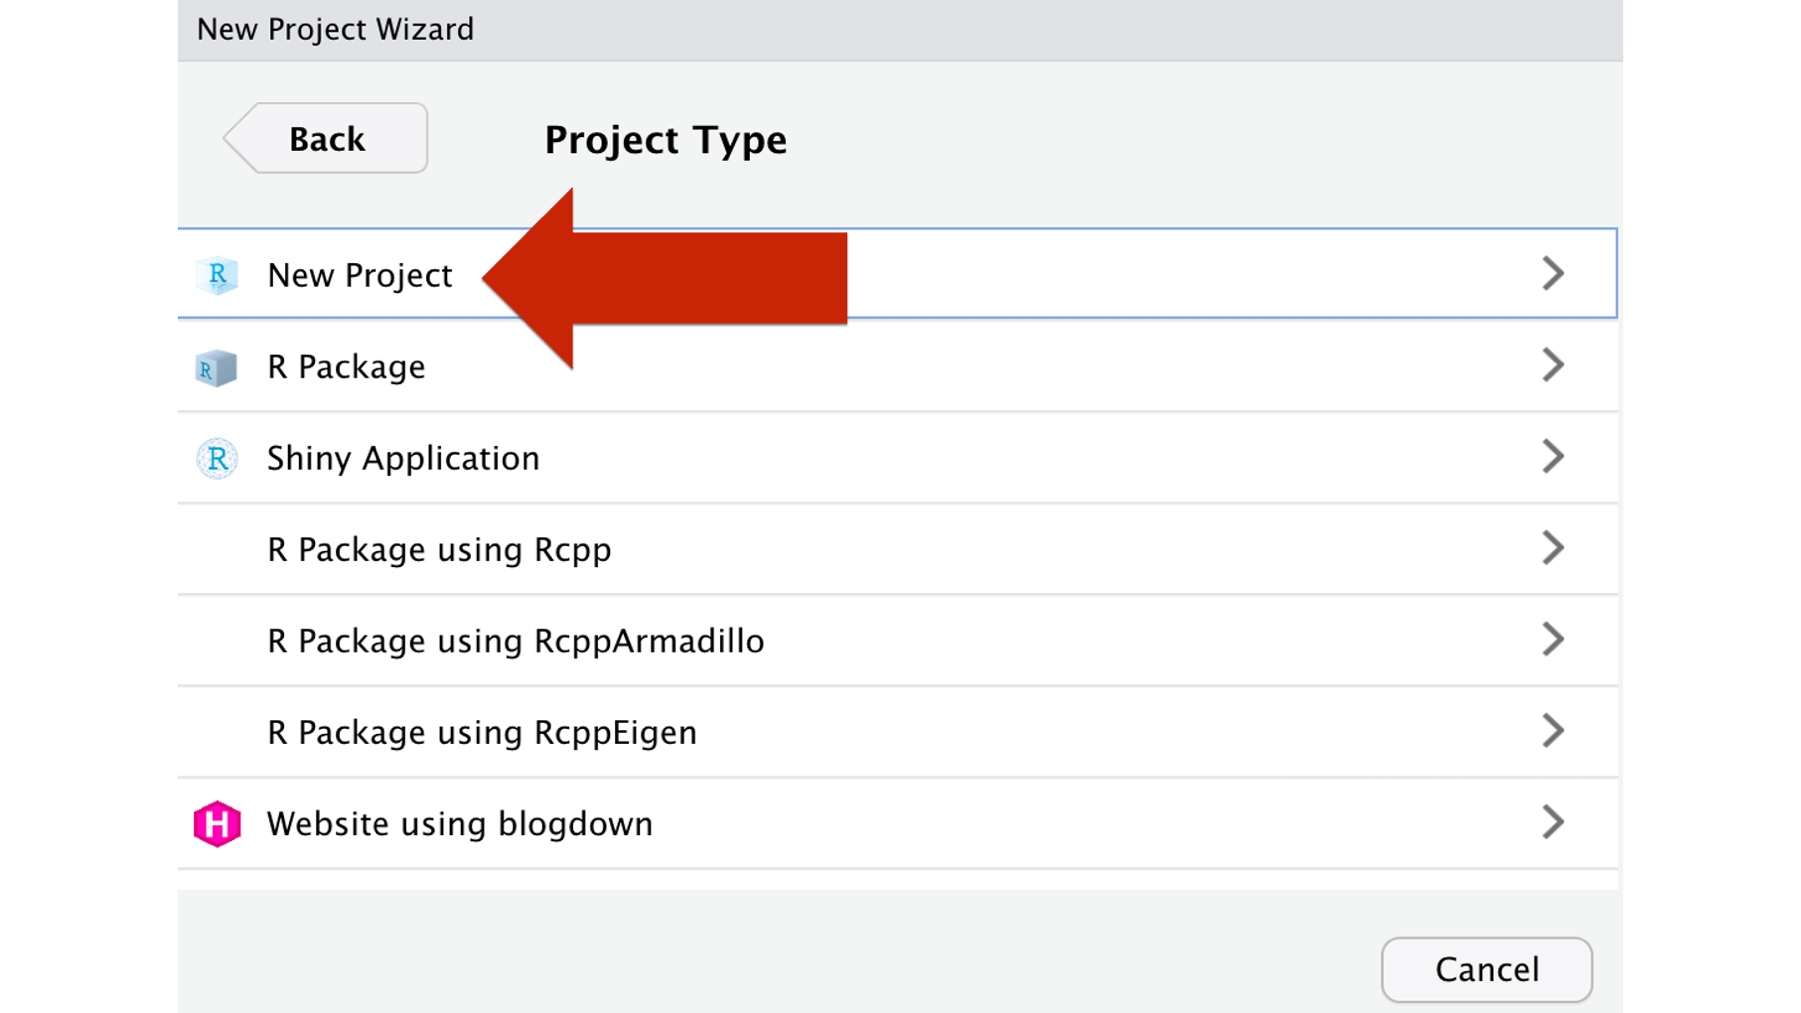 New Project Wizard
Back
Project Type
R New Project
R R Package
R Shiny Application
R Package using Rcpp
R Package using RcppArmadillo
R Package using RcppEigen
H Website using blogdown
Cancel